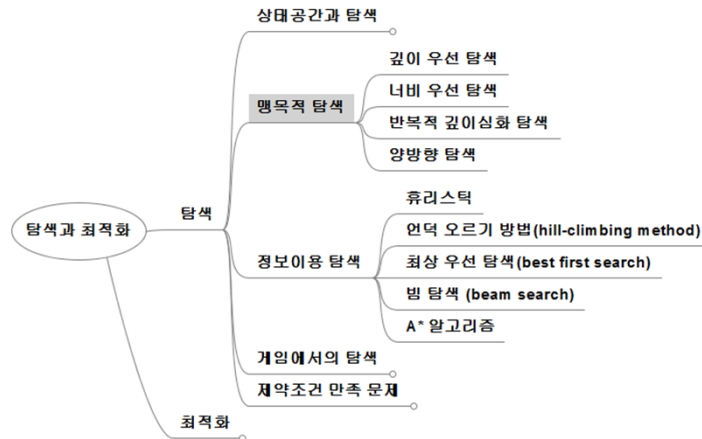 상태공간과 탐색
깊이 우선 탐색
너비 우선 탐색
맹목적 탐색
반복적 깊이심화 탐색
양방향 탐색
휴리스틱
탐색
탐색과 최적화
언덕 오르기 방법(hill-climbing method)
정보이용 탐색
최상 우선 탐색(best first search)
빔 탐색 (beam search)
A* 알고리즘
게임에서의 탐색
제약조건 만족 문제
최적화